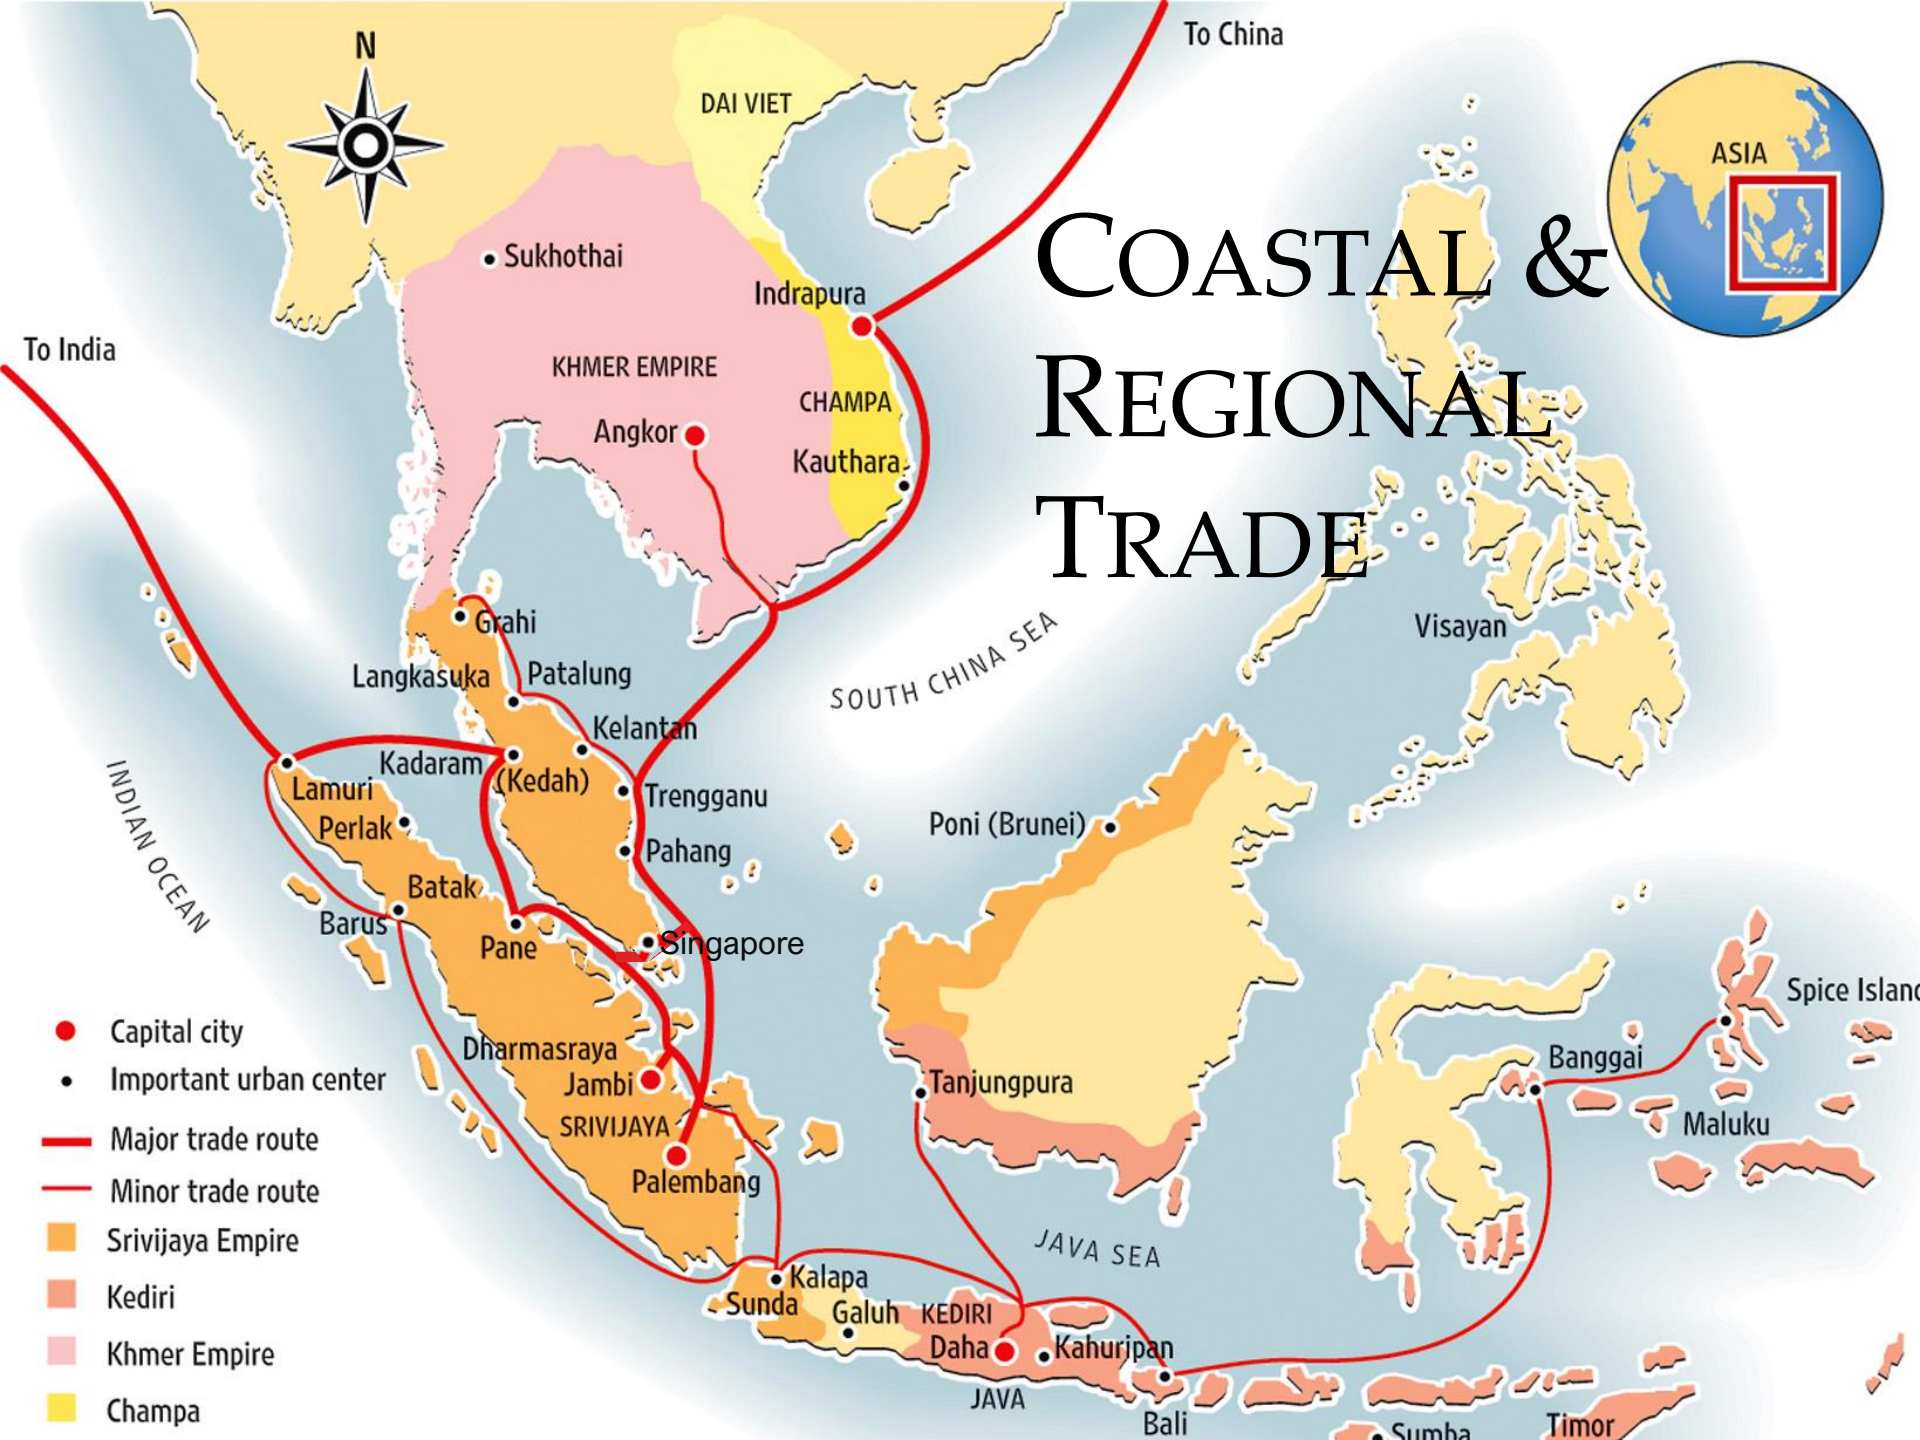 N
To China
DAI VIET
ASIA
COASTAL &
REGIONAL
TRADE
Sukhothai
Indrapura
To India
KHMER EMPIRE
CHAMPA
Angkor
Kauthara
Grahi
Visayan
SOUTH CHINA SEA
Langkasuka
Patalung
Kelantan
Kadaram
(Kedah)
Lamuri
Trengganu
Perlak
Poni (Brunei)
INDIAN OCEAN
Pahang
Batak
Barus
Pane
Singapore
Spice Islanc
Capital city
Dharmasraya
Banggai
Important urban center
Jambi
Tanjungpura
SRIVIJAYA
Maluku
Major trade route
Palembang
Minor trade route
JAVA SEA
Srivijaya Empire
Kalapa
Sunda
Galuh
KEDIRI
Kediri
Daha
Kahuripan
Khmer Empire
JAVA
Champa
Bali
Sumba
Timor